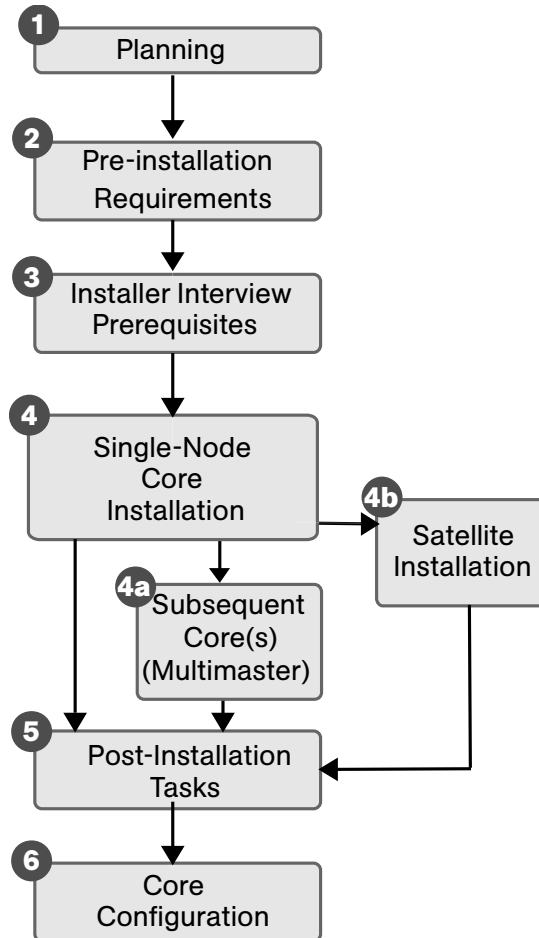 1
Planning
2
Pre-installation
Requirements
3
Installer Interview
Prerequisites
4
Single-Node
Core
Installation
4b
Satellite
Installation
4a
Subsequent
Core(s)
(Multimaster)
5
Post-Installation
Tasks
6
Core
Configuration